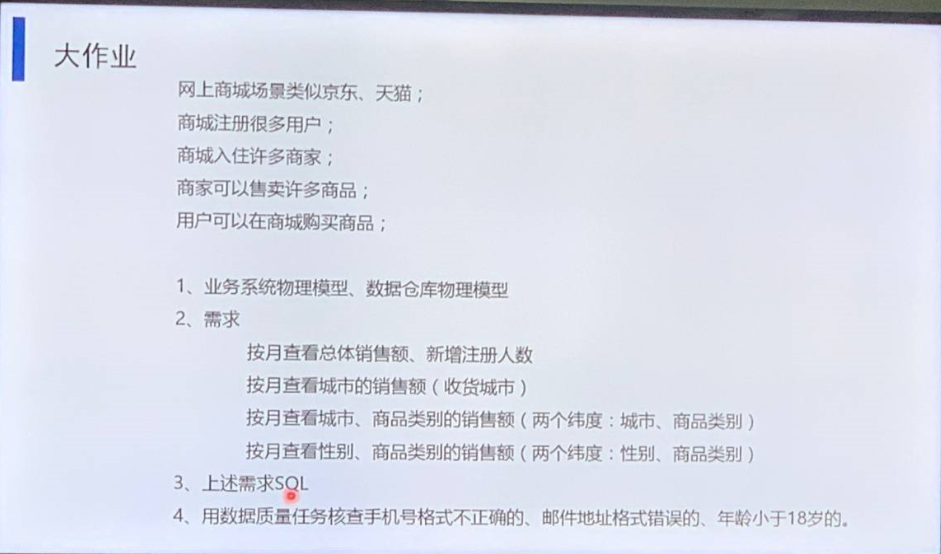 大作业
网上商城场景类似京东、天猫；
商城注册很多用户；
商城入住许多商家；
商家可以售卖许多商品；
用户可以在商城购买商品；
1、业务系统物理模型、数据仓库物理模型
2、需求
按月查看总体销售额、新增注册人数
按月查看城市的销售额（收货城市）
按月查看城市、商品类别的销售额（两个纬度：城市、商品类别）
按月查看性别、商品类别的销售额（两个纬度：性别、商品类别）
3、上述需求SQL
4、用数据质量任务核查手机号格式不正确的、邮件地址格式错误的、年龄小于18岁的。